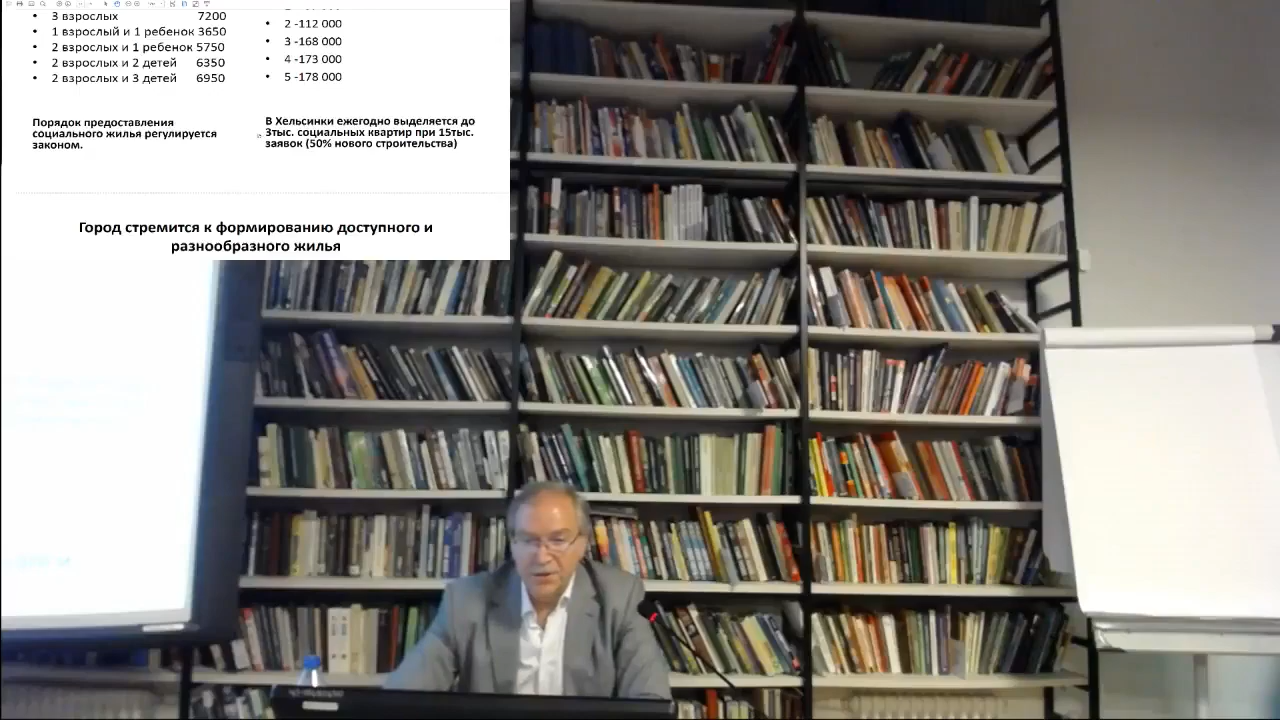 • 3 взрослых 7200
• 1 взрослый и 1 ребенок 3650
• 2 взрослых и 1 ребенок 5750
• 2 взрослых и 2 детей 6350
• 2 взрослых и 3 детей 6950
Порядок предоставления
социального жилья регулируется
законом.
• 2 -112 000
• 3 -168 000
• 4 -173 000
• 5 -178 000
В Хельсинки ежегодно выделяется до
3тыс. социальных квартир при 15тыс.
заявок (50% нового строительства)
Город стремится к формированию доступного и
разнообразного жилья